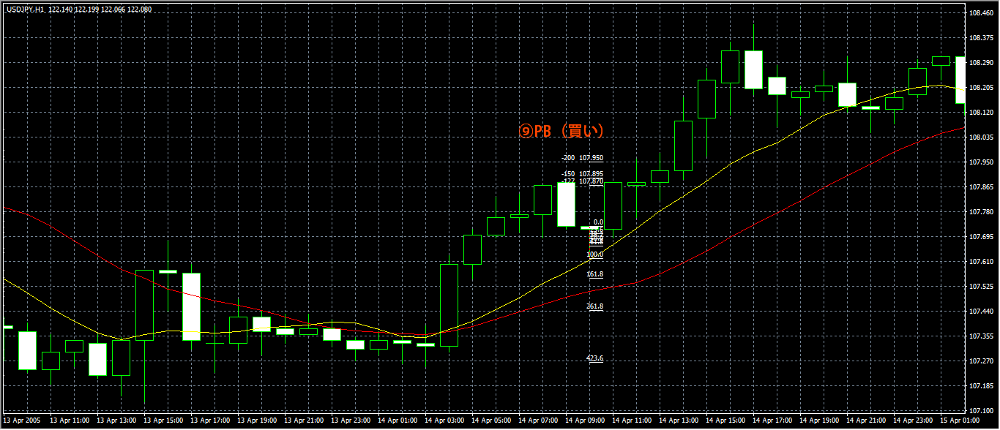 USDJPY,H1 122.140 122.199 122.066 122.080
108.460
108.375
108.290
108.205
108.120
108.035
107.950
107.865
107.780
107.695
107.610
107.525
107.440
107.355
107.270
107.185
107.100
⑨PB（買い）
-200 107.950
-150 107.895
-127 107.870
0.0
61.8
100.0
161.8
261.8
423.6
13 Apr 2005
13 Apr 11:00
13 Apr 13:00
13 Apr 15:00
13 Apr 17:00
13 Apr 19:00
13 Apr 21:00
13 Apr 23:00
14 Apr 01:00
14 Apr 03:00
14 Apr 05:00
14 Apr 07:00
14 Apr 09:00
14 Apr 11:00
14 Apr 13:00
14 Apr 15:00
14 Apr 17:00
14 Apr 19:00
14 Apr 21:00
14 Apr 23:00
15 Apr 01:00